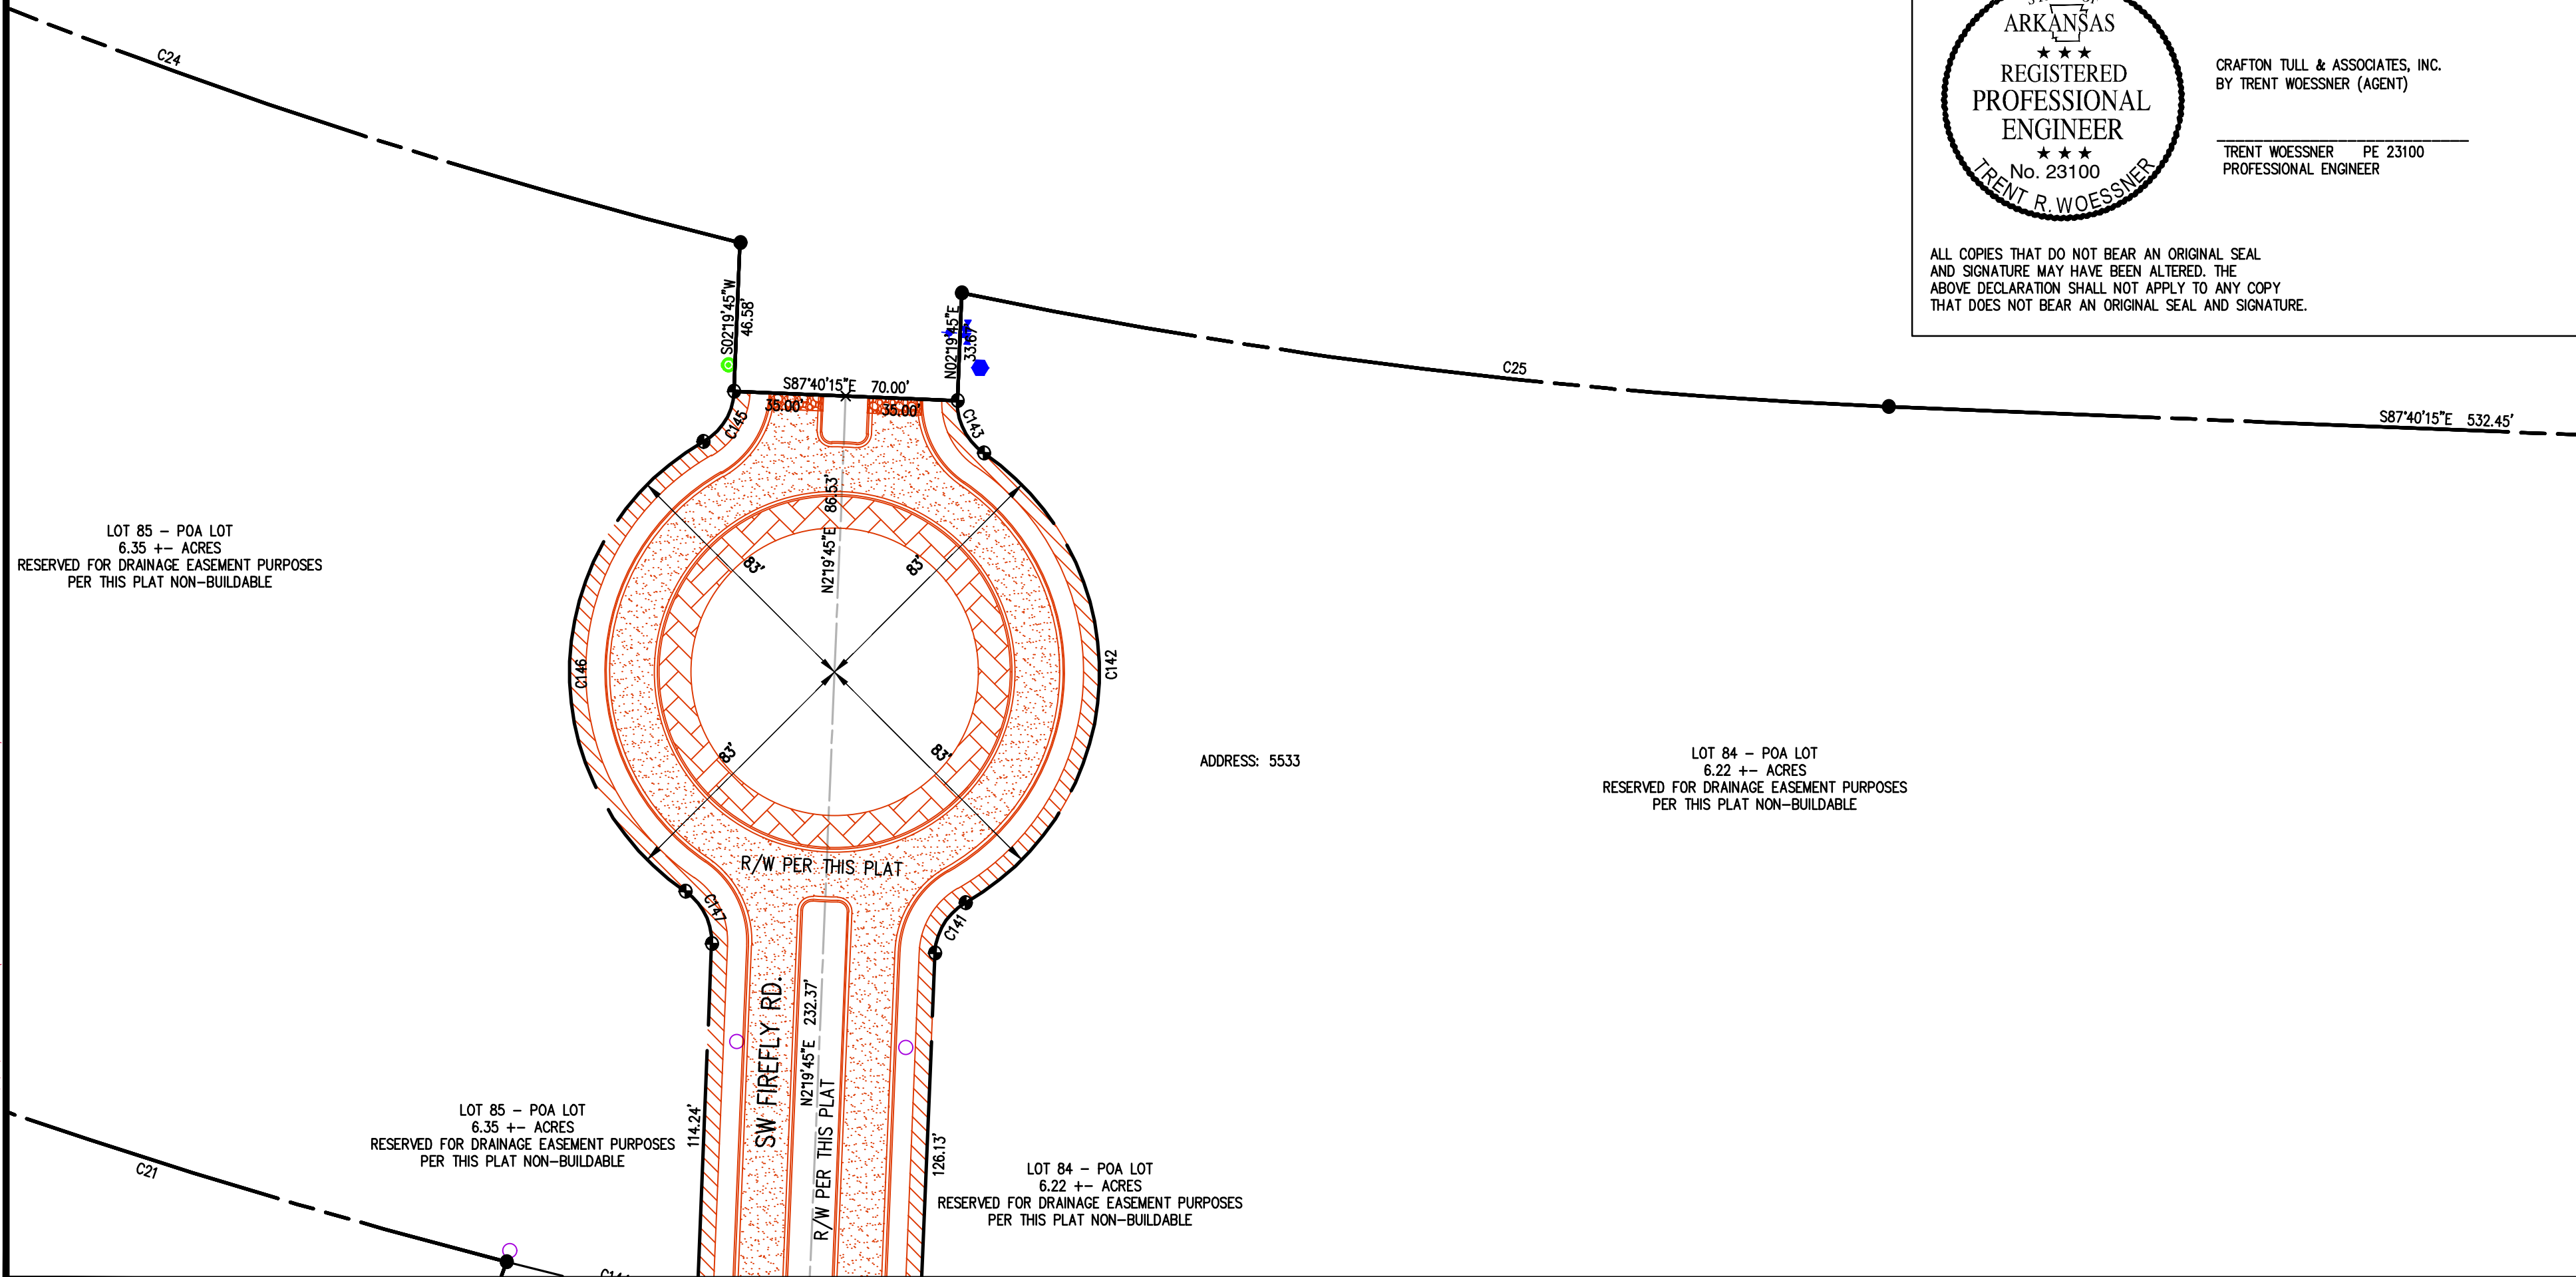 C24
STATE OF
ARKANSAS
★ ★ ★
REGISTERED
PROFESSIONAL
ENGINEER
★ ★ ★
No. 23100
TRENT R. WOESSNER
CRAFTON TULL & ASSOCIATES, INC.
BY TRENT WOESSNER (AGENT)
TRENT WOESSNER PE 23100
PROFESSIONAL ENGINEER
ALL COPIES THAT DO NOT BEAR AN ORIGINAL SEAL
AND SIGNATURE MAY HAVE BEEN ALTERED. THE
ABOVE DECLARATION SHALL NOT APPLY TO ANY COPY
THAT DOES NOT BEAR AN ORIGINAL SEAL AND SIGNATURE.
S02°19'45"W
46.58'
N02°19'45"E
33.67'
C25
S87°40'15"E 532.45'
S87°40'15"E 70.00'
35.00'
35.00'
C145
C143
N2°19'45"E 86.53'
LOT 85 - POA LOT
6.35 +- ACRES
RESERVED FOR DRAINAGE EASEMENT PURPOSES
PER THIS PLAT NON-BUILDABLE
83'
83'
C146
C142
83'
83'
ADDRESS: 5533
LOT 84 - POA LOT
6.22 +- ACRES
RESERVED FOR DRAINAGE EASEMENT PURPOSES
PER THIS PLAT NON-BUILDABLE
R/W PER THIS PLAT
C147
C141
SW FIREFLY RD.
N2°19'45"E 232.37'
R/W PER THIS PLAT
114.24'
126.13'
LOT 85 - POA LOT
6.35 +- ACRES
RESERVED FOR DRAINAGE EASEMENT PURPOSES
PER THIS PLAT NON-BUILDABLE
C21
LOT 84 - POA LOT
6.22 +- ACRES
RESERVED FOR DRAINAGE EASEMENT PURPOSES
PER THIS PLAT NON-BUILDABLE